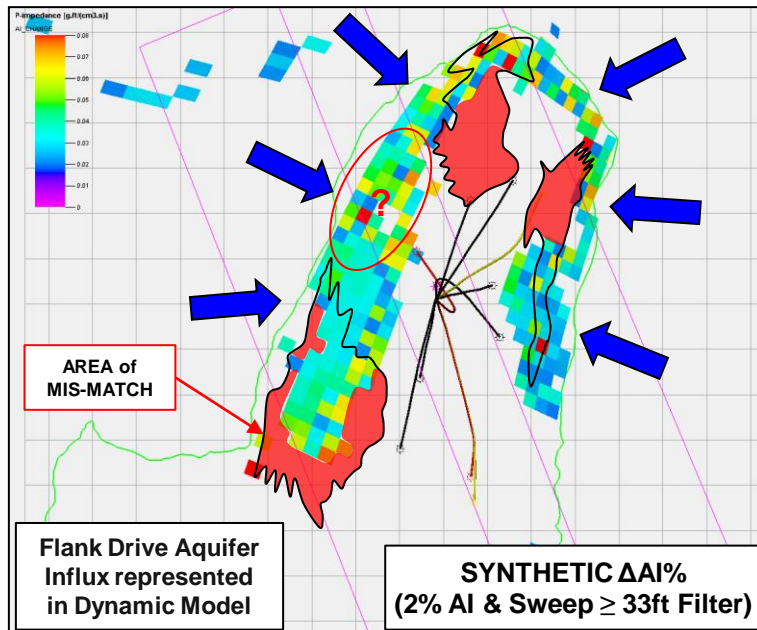 P-impedance [g.ft/(cm3.s)]
AI_CHANGE
0.08
0.07
0.06
0.05
0.04
0.03
0.02
0.01
0
?
AREA of
MIS-MATCH
Flank Drive Aquifer
Influx represented
in Dynamic Model
SYNTHETIC ΔAI%
(2% AI & Sweep ≥ 33ft Filter)